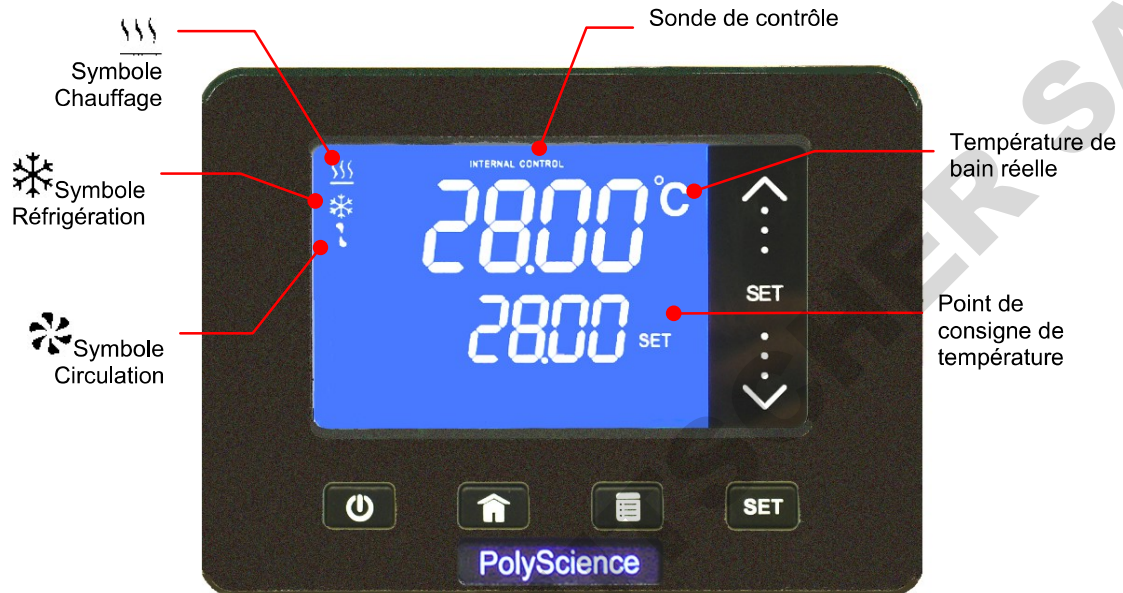 Sonde de contrôle
Symbole
Chauffage
Température de
bain réelle
Symbole
Réfrigération
Symbole
Circulation
Point de
consigne de
température
INTERNAL CONTROL
28.00 °C
28.00 SET
SET
SET
PolyScience